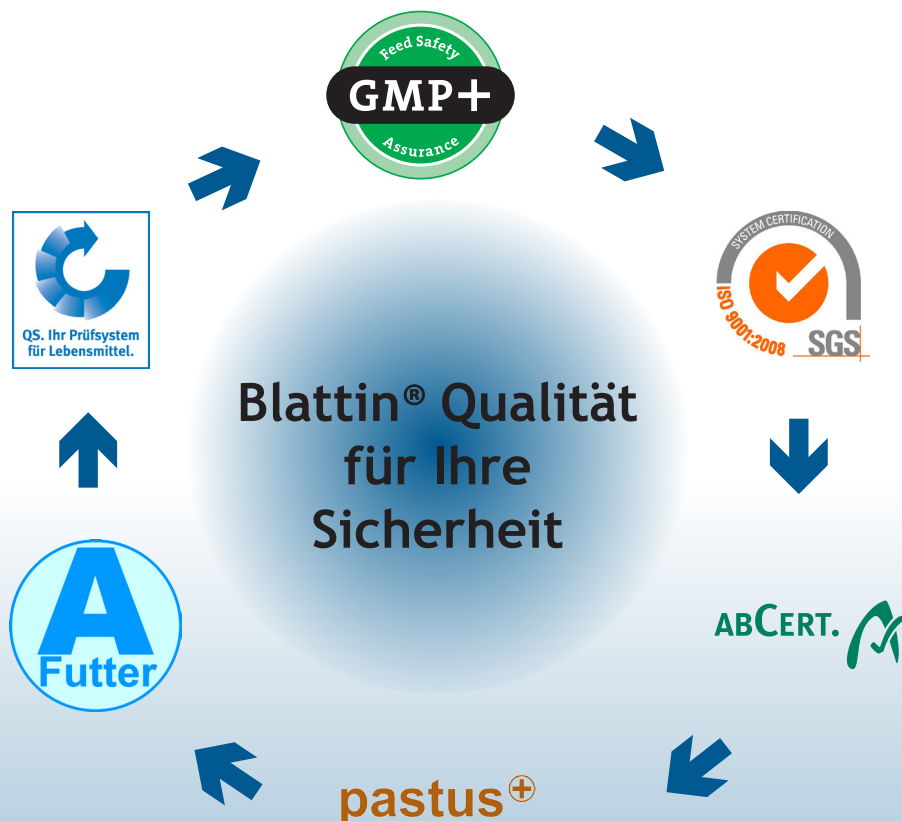 Feed Safety
GMP+
Assurance
SYSTEM CERTIFICATION
ISO 9001:2008
SGS
QS. Ihr Prüfsystem
für Lebensmittel.
Blattin® Qualität
für Ihre
Sicherheit
A
Futter
ABCERT.
pastus+